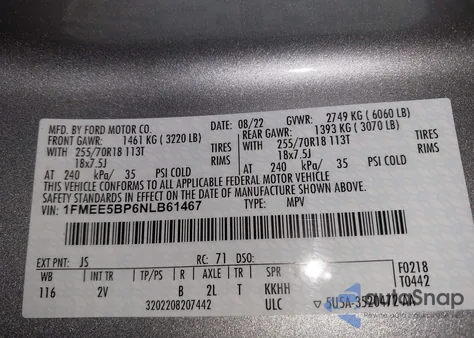 MFD. BY FORD MOTOR CO. DATE: 08/22 GVWR: 2749 KG ( 6060 LB)
FRONT GAWR: 1461 KG ( 3220 LB) REAR GAWR: 1393 KG ( 3070 LB)
WITH 255/70R18 113T TIRES WITH 255/70R18 113T TIRES
18x7.5J RIMS 18x7.5J RIMS
AT 240 kPa/ 35 PSI COLD AT 240 kPa/ 35 PSI COLD
THIS VEHICLE CONFORMS TO ALL APPLICABLE FEDERAL MOTOR VEHICLE
SAFETY STANDARDS IN EFFECT ON THE DATE OF MANUFACTURE SHOWN ABOVE.
VIN: 1FMEE5BP6NLB61467 TYPE: MPV
EXT PNT: JS RC: 71 DSO: F0218
WB INT TR TP/PS R AXLE TR SPR T0442
116 2V B 2L T KKHH
3202208207442 ULC ▽ 5U5A-3520472-AA
autoSnap